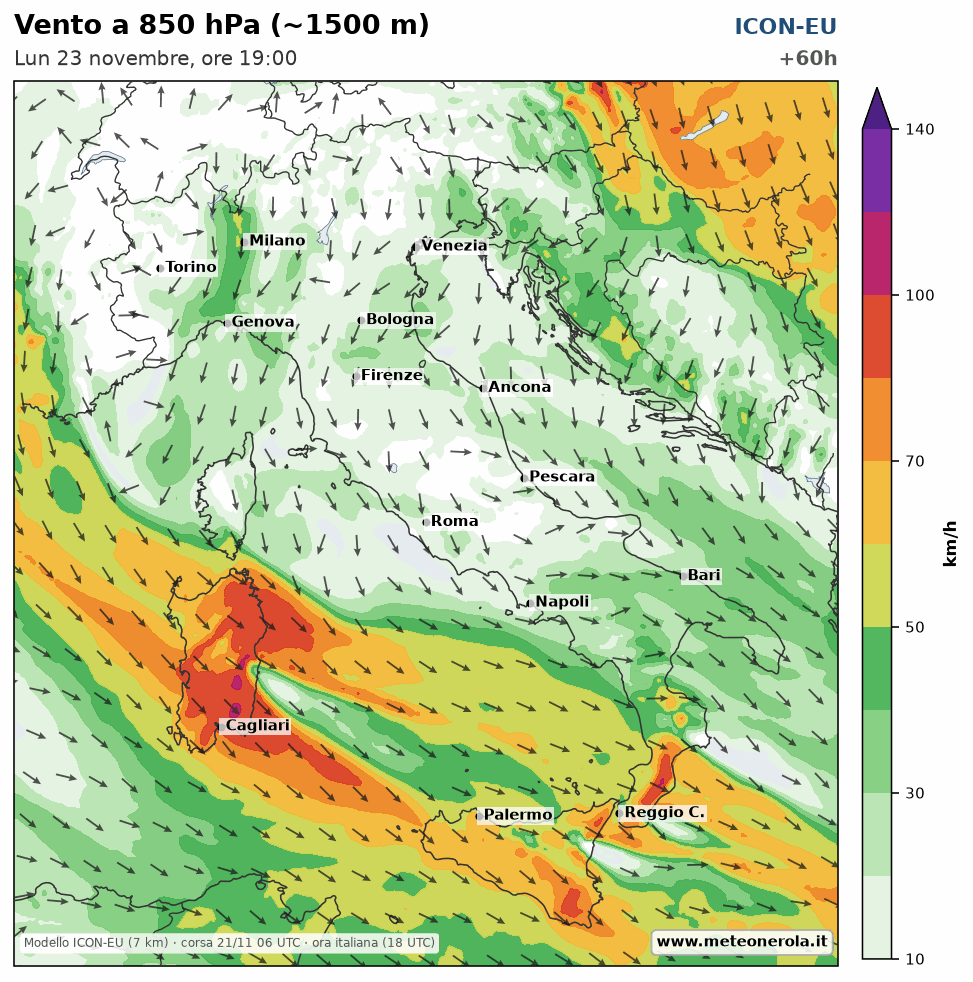 Vento a 850 hPa (~1500 m)
ICON-EU
Lun 23 novembre, ore 19:00
+60h
140
100
70
50
30
10
km/h
Milano
Venezia
Torino
Genova
Bologna
Firenze
Ancona
Pescara
Roma
Bari
Napoli
Cagliari
Palermo
Reggio C.
Modello ICON-EU (7 km) · corsa 21/11 06 UTC · ora italiana (18 UTC)
www.meteonerola.it